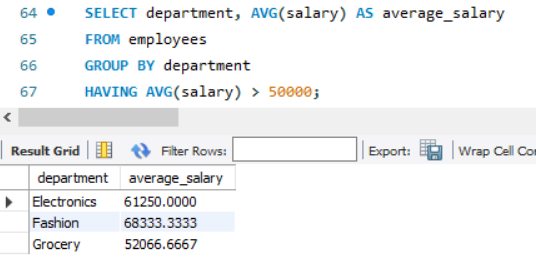 64 SELECT department, AVG(salary) AS average_salary
65 FROM employees
66 GROUP BY department
67 HAVING AVG(salary) > 50000;
Result Grid Filter Rows: Export: Wrap Cell Con
department average_salary
Electronics 61250.0000
Fashion 68333.3333
Grocery 52066.6667